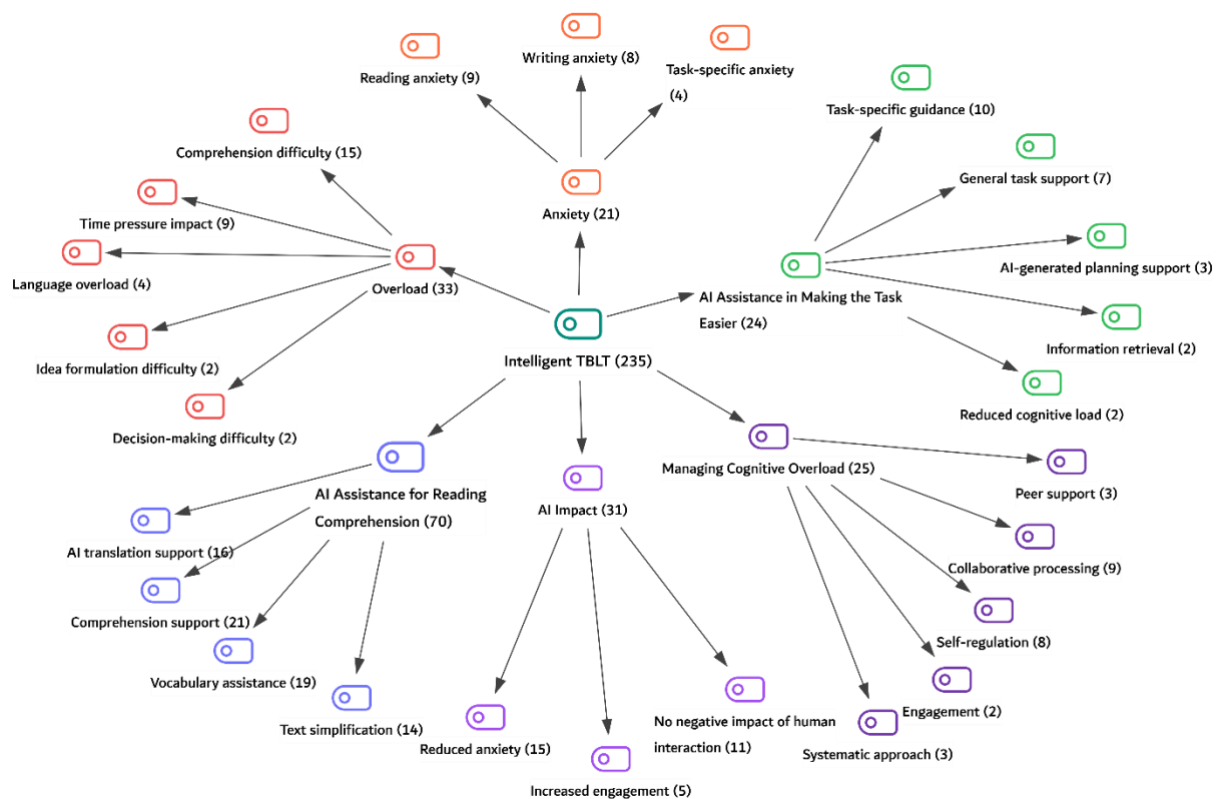 Writing anxiety (8)
Reading anxiety (9)
Task-specific anxiety
(4)
Task-specific guidance (10)
Comprehension difficulty (15)
General task support (7)
Time pressure impact (9)
Anxiety (21)
Language overload (4)
Overload (33)
AI Assistance in Making the Task
Easier (24)
AI-generated planning support (3)
Information retrieval (2)
Idea formulation difficulty (2)
Intelligent TBLT (235)
Reduced cognitive load (2)
Decision-making difficulty (2)
Managing Cognitive Overload (25)
AI Assistance for Reading
Comprehension (70)
AI Impact (31)
Peer support (3)
AI translation support (16)
Collaborative processing (9)
Comprehension support (21)
Self-regulation (8)
Vocabulary assistance (19)
Engagement (2)
Text simplification (14)
Reduced anxiety (15)
No negative impact of human
interaction (11)
Systematic approach (3)
Increased engagement (5)